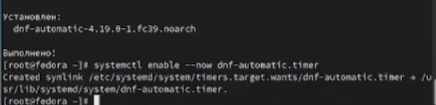 Установлен:
dnf-automatic-4.19.0-1.fc39.noarch
Выполнено!
[root@fedora ~]# systemctl enable --now dnf-automatic.timer
Created symlink /etc/systemd/system/timers.target.wants/dnf-automatic.timer → /u
sr/lib/systemd/system/dnf-automatic.timer.
[root@fedora ~]#